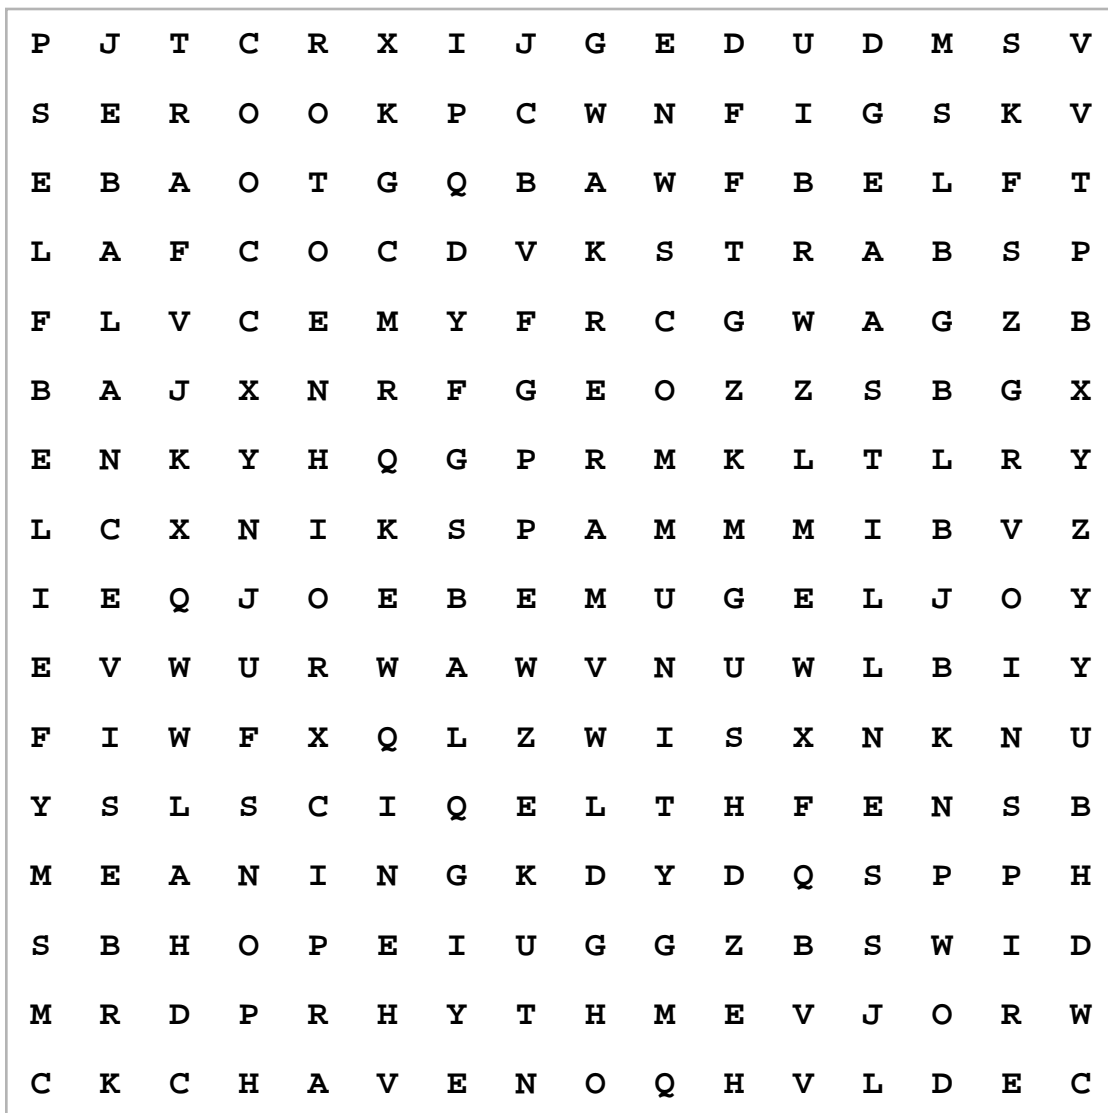 P J T C R X I J G E D U D M S V
S E R O O K P C W N F I G S K V
E B A O T G Q B A W F B E L F T
L A F C O C D V K S T R A B S P
F L V C E M Y F R C G W A G Z B
B A J X N R F G E O Z Z S B G X
E N K Y H Q G P R M K L T L R Y
L C X N I K S P A M M M I B V Z
I E Q J O E B E M U G E L J O Y
E V W U R W A W V N U W L B I Y
F I W F X Q L Z W I S X N K N U
Y S L S C I Q E L T H F E N S B
M E A N I N G K D Y D Q S P P H
S B H O P E I U G G Z B S W I D
M R D P R H Y T H M E V J O R W
C K C H A V E N O Q H V L D E C